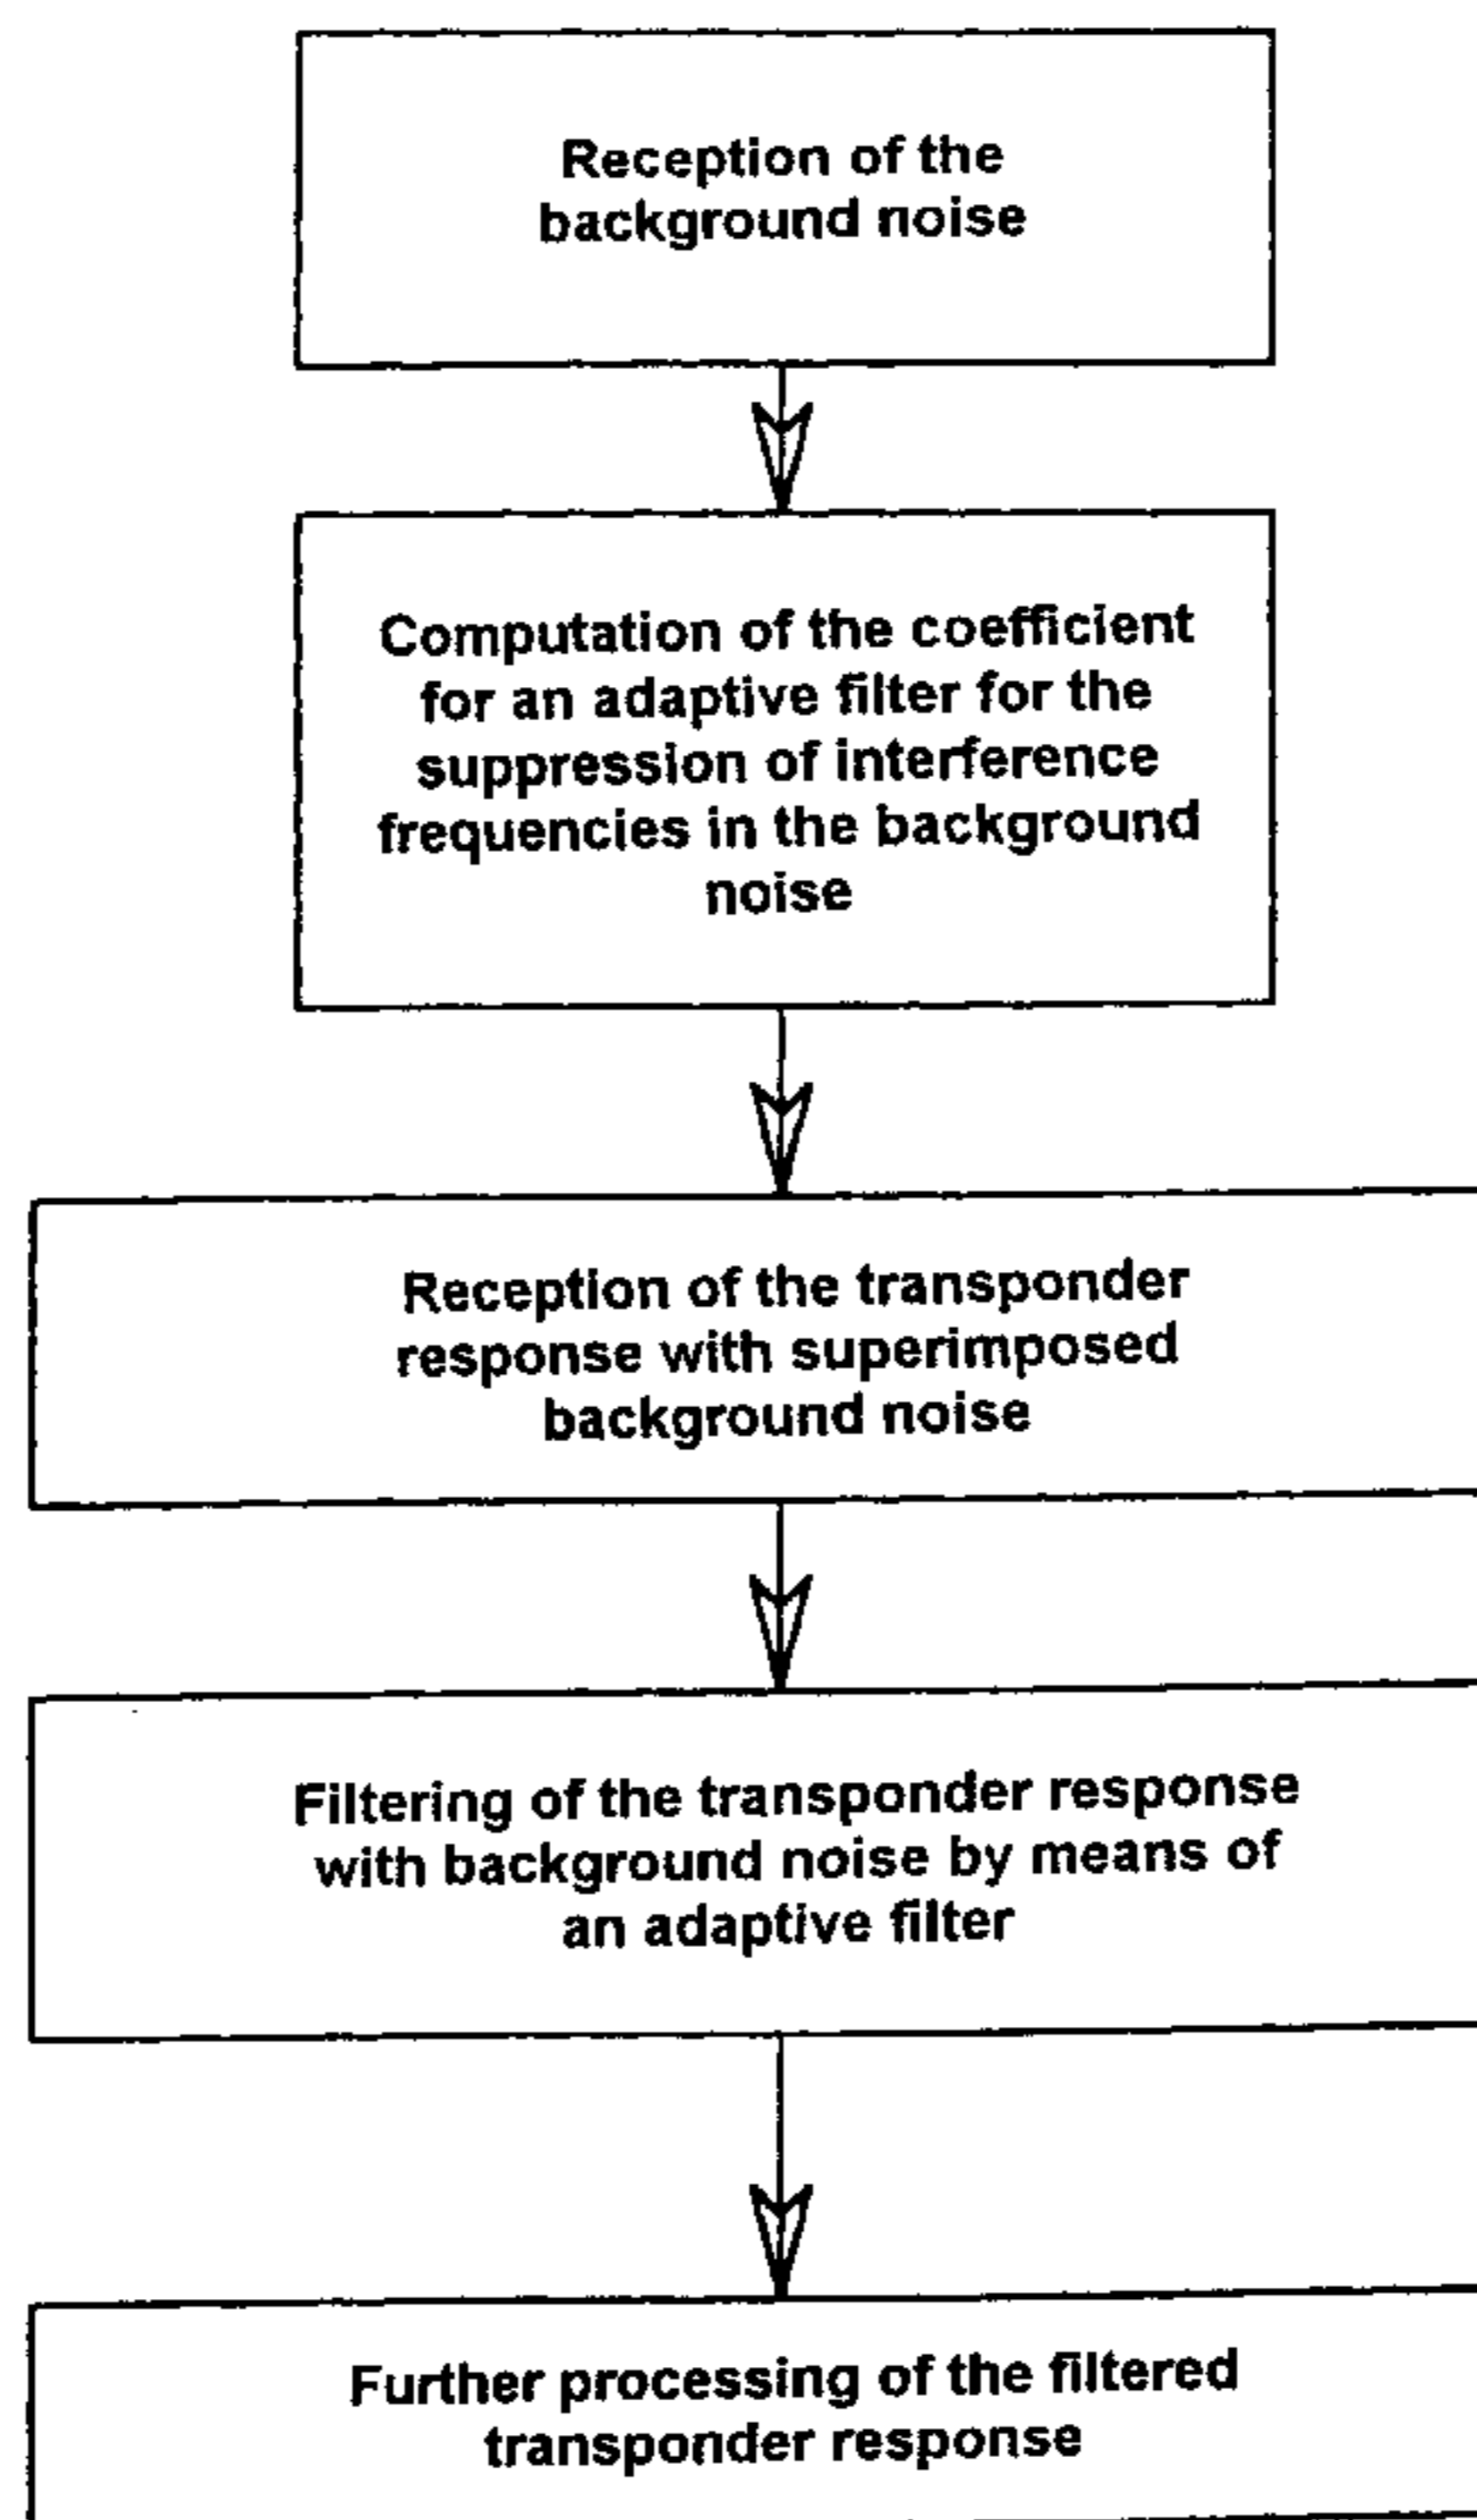 Reception of the
background noise
Computation of the coefficient
for an adaptive filter for the
suppression of interference
frequencies in the background
noise
Reception of the transponder
response with superimposed
background noise
Filtering of the transponder response
with background noise by means of
an adaptive filter
Further processing of the filtered
transponder response